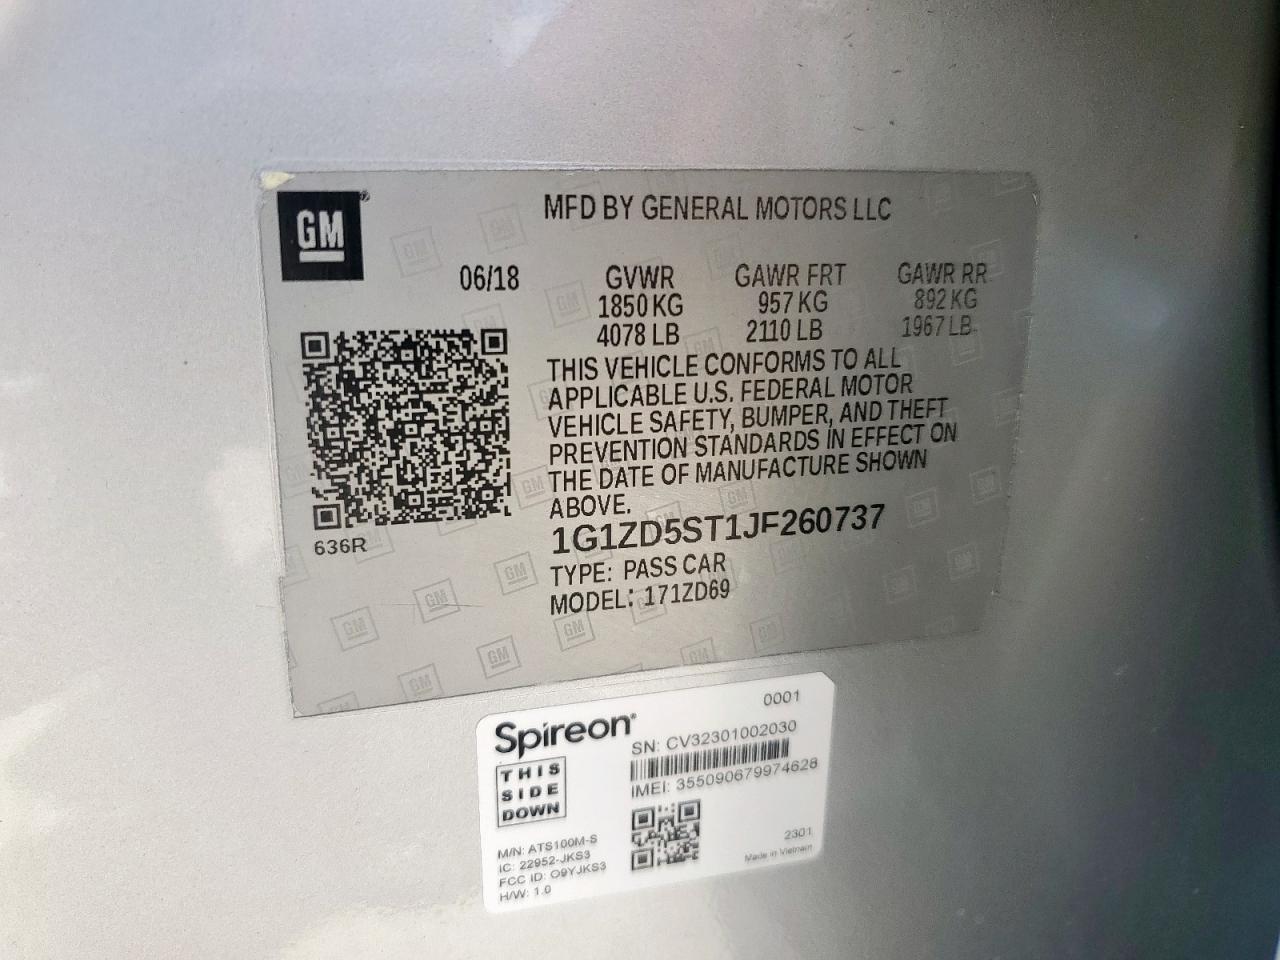 GM
MFD BY GENERAL MOTORS LLC
06/18 GVWR GAWR FRT GAWR RR
1850 KG 957 KG 892 KG
4078 LB 2110 LB 1967 LB
THIS VEHICLE CONFORMS TO ALL
APPLICABLE U.S. FEDERAL MOTOR
VEHICLE SAFETY, BUMPER, AND THEFT
PREVENTION STANDARDS IN EFFECT ON
THE DATE OF MANUFACTURE SHOWN
ABOVE.
636R
1G1ZD5ST1JF260737
TYPE: PASS CAR
MODEL: 171ZD69
0001
Spireon®
SN: CV32301002030
IMEI: 355090679974628
THIS
SIDE
DOWN
M/N: ATS100M-S
IC: 22952-JKS3
FCC ID: O9YJKS3
H/W: 1.0
2301
Made in Vietnam